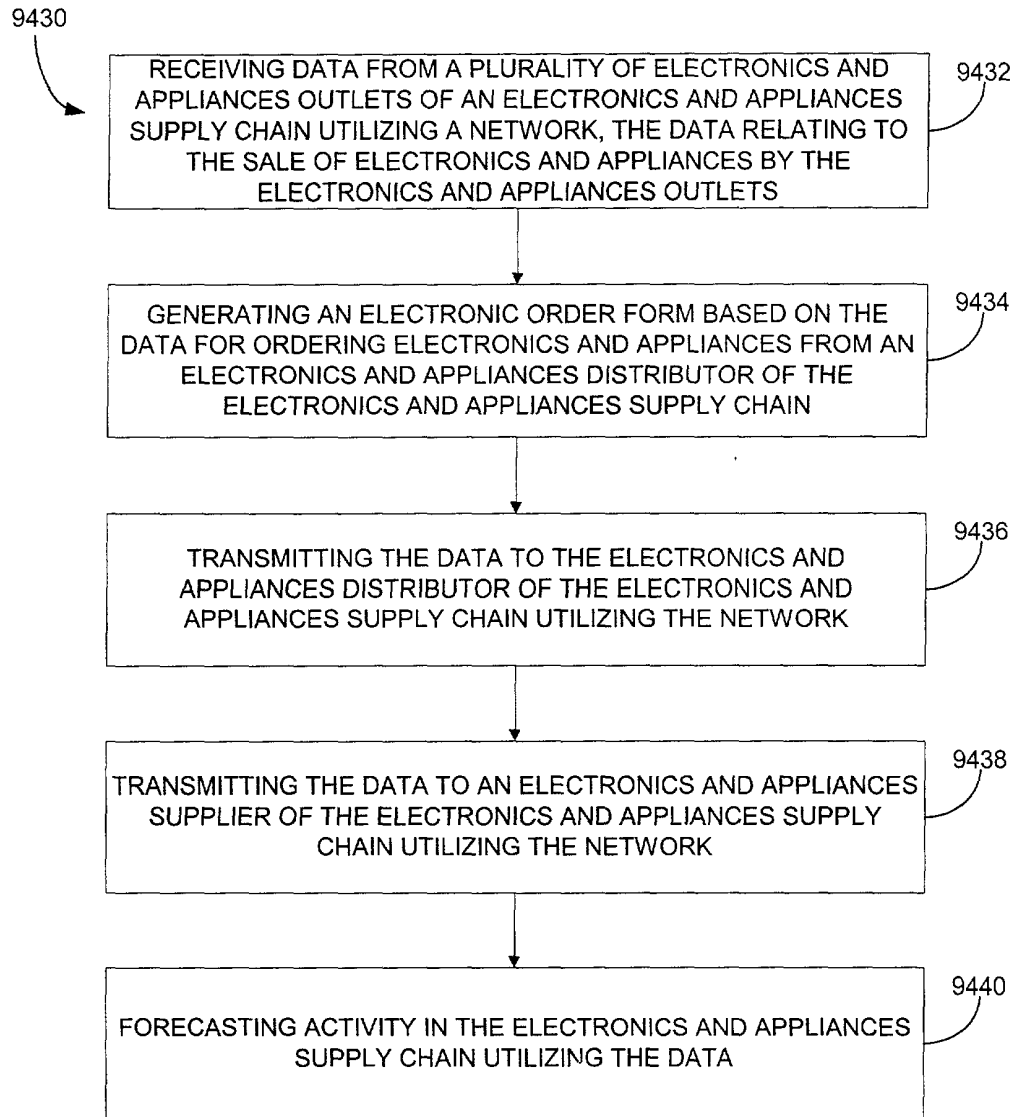 9430
RECEIVING DATA FROM A PLURALITY OF ELECTRONICS AND
APPLIANCES OUTLETS OF AN ELECTRONICS AND APPLIANCES
SUPPLY CHAIN UTILIZING A NETWORK, THE DATA RELATING TO
THE SALE OF ELECTRONICS AND APPLIANCES BY THE
ELECTRONICS AND APPLIANCES OUTLETS
9432
GENERATING AN ELECTRONIC ORDER FORM BASED ON THE
DATA FOR ORDERING ELECTRONICS AND APPLIANCES FROM AN
ELECTRONICS AND APPLIANCES DISTRIBUTOR OF THE
ELECTRONICS AND APPLIANCES SUPPLY CHAIN
9434
TRANSMITTING THE DATA TO THE ELECTRONICS AND
APPLIANCES DISTRIBUTOR OF THE ELECTRONICS AND
APPLIANCES SUPPLY CHAIN UTILIZING THE NETWORK
9436
TRANSMITTING THE DATA TO AN ELECTRONICS AND APPLIANCES
SUPPLIER OF THE ELECTRONICS AND APPLIANCES SUPPLY
CHAIN UTILIZING THE NETWORK
9438
FORECASTING ACTIVITY IN THE ELECTRONICS AND APPLIANCES
SUPPLY CHAIN UTILIZING THE DATA
9440